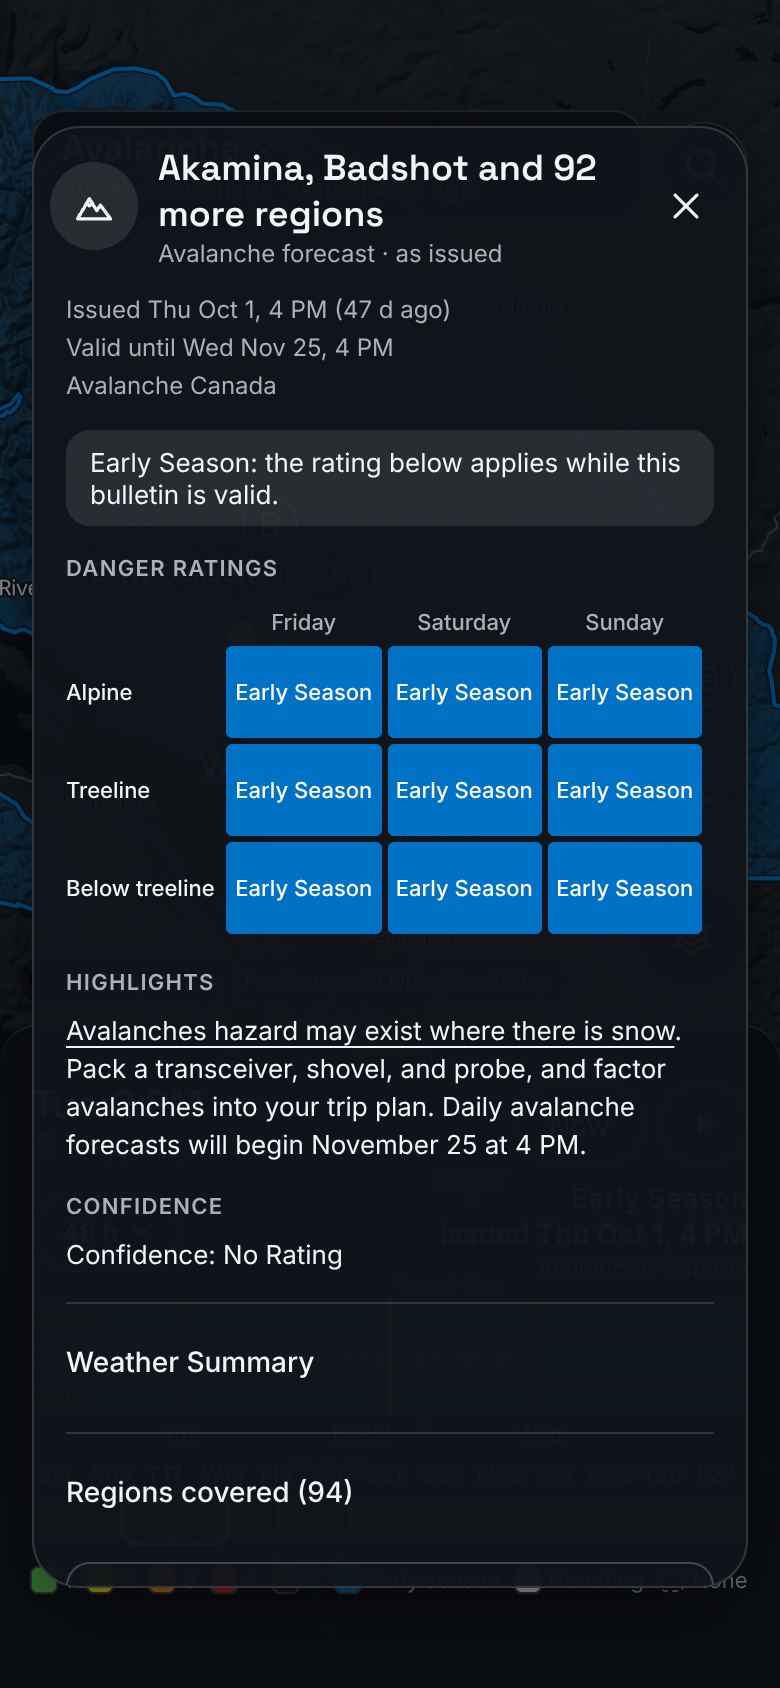 Akamina, Badshot and 92
more regions
Avalanche forecast · as issued
Issued Thu Oct 1, 4 PM (47 d ago)
Valid until Wed Nov 25, 4 PM
Avalanche Canada
Early Season: the rating below applies while this
bulletin is valid.
DANGER RATINGS
Friday Saturday Sunday
Alpine Early Season Early Season Early Season
Treeline Early Season Early Season Early Season
Below treeline Early Season Early Season Early Season
HIGHLIGHTS
Avalanches hazard may exist where there is snow.
Pack a transceiver, shovel, and probe, and factor
avalanches into your trip plan. Daily avalanche
forecasts will begin November 25 at 4 PM.
CONFIDENCE
Confidence: No Rating
Weather Summary
Regions covered (94)